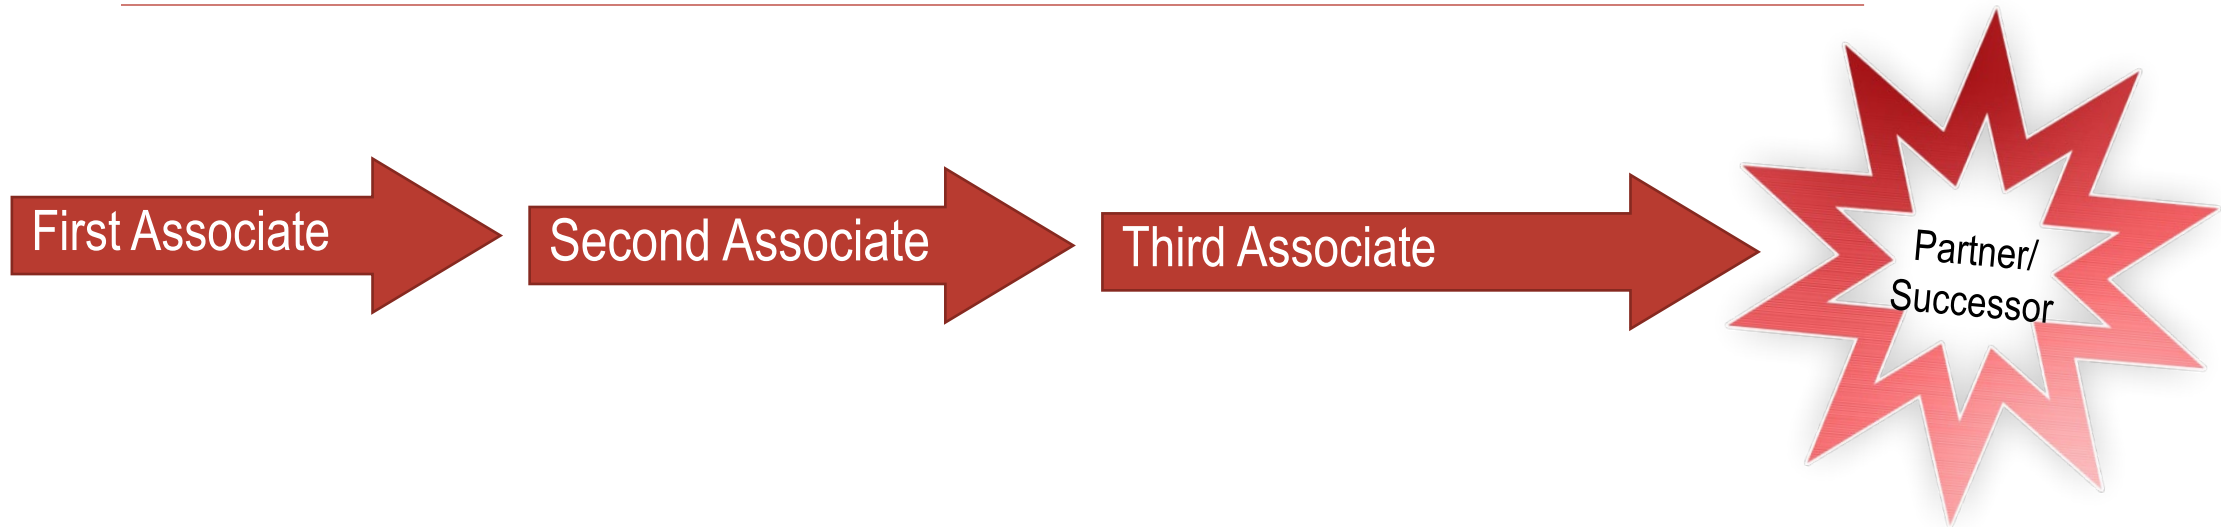 First Associate
Second Associate
Third Associate
Partner/
Successor